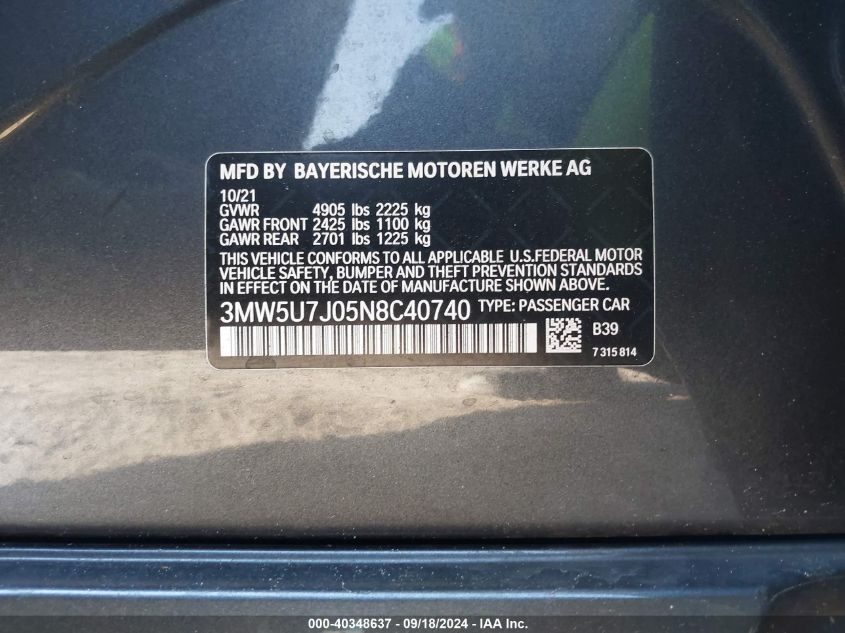 MFD BY BAYERISCHE MOTOREN WERKE AG
10/21
GVWR 4905 lbs 2225 kg
GAWR FRONT 2425 lbs 1100 kg
GAWR REAR 2701 lbs 1225 kg
THIS VEHICLE CONFORMS TO ALL APPLICABLE U.S.FEDERAL MOTOR
VEHICLE SAFETY, BUMPER AND THEFT PREVENTION STANDARDS
IN EFFECT ON THE DATE OF MANUFACTURE SHOWN ABOVE.
3MW5U7J05N8C40740 TYPE: PASSENGER CAR
B39
7 315 814
000-40348637 - 09/18/2024 - IAA Inc.